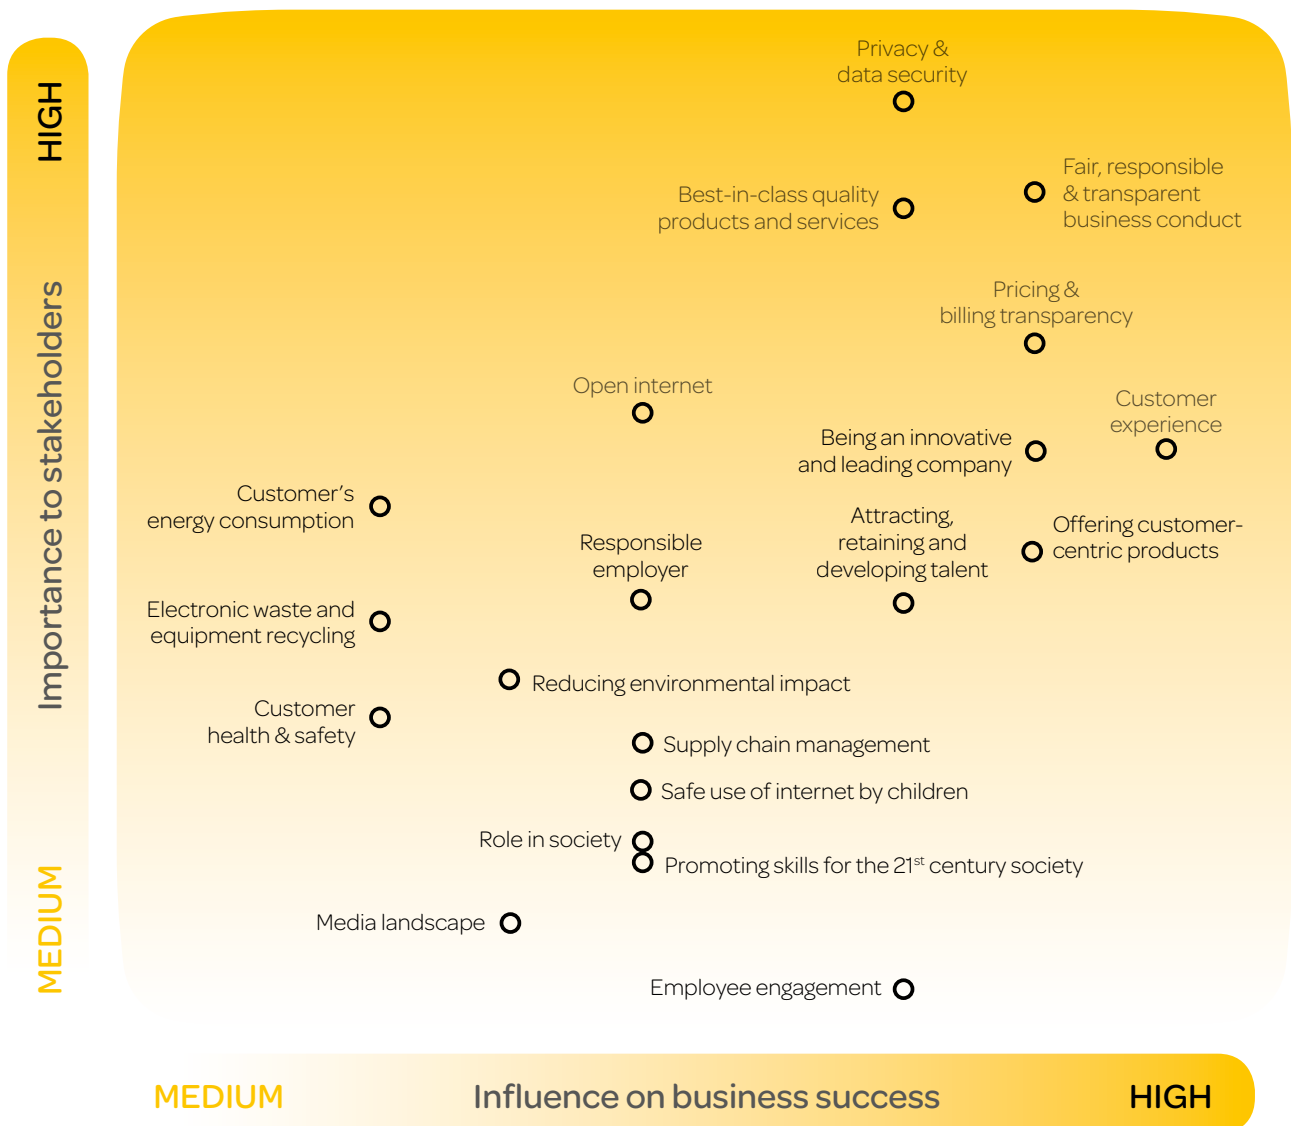 HIGH
Importance to stakeholders
MEDIUM
Privacy &
data security
Fair, responsible
& transparent
business conduct
Best-in-class quality
products and services
Pricing &
billing transparency
Open internet
Customer
experience
Being an innovative
and leading company
Customer’s
energy consumption
Attracting,
retaining and
developing talent
Offering customer-
centric products
Responsible
employer
Electronic waste and
equipment recycling
Reducing environmental impact
Customer
health & safety
Supply chain management
Safe use of internet by children
Role in society
Promoting skills for the 21st century society
Media landscape
Employee engagement
MEDIUM
Influence on business success
HIGH